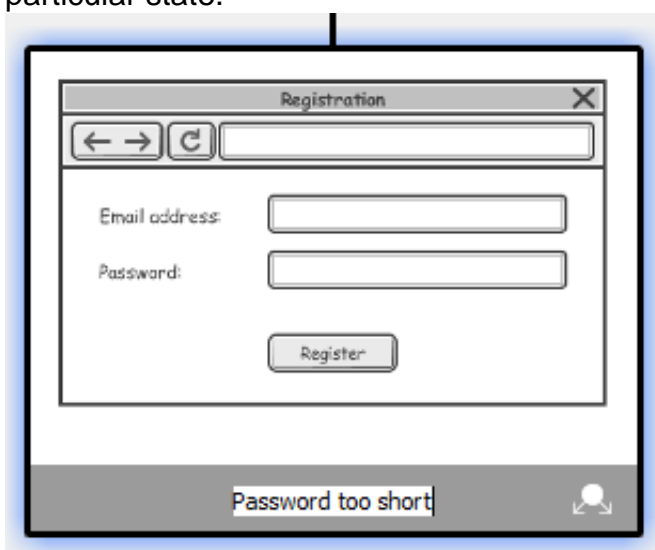 particular state.
Registration
Email address:
Password:
Register
Password too short